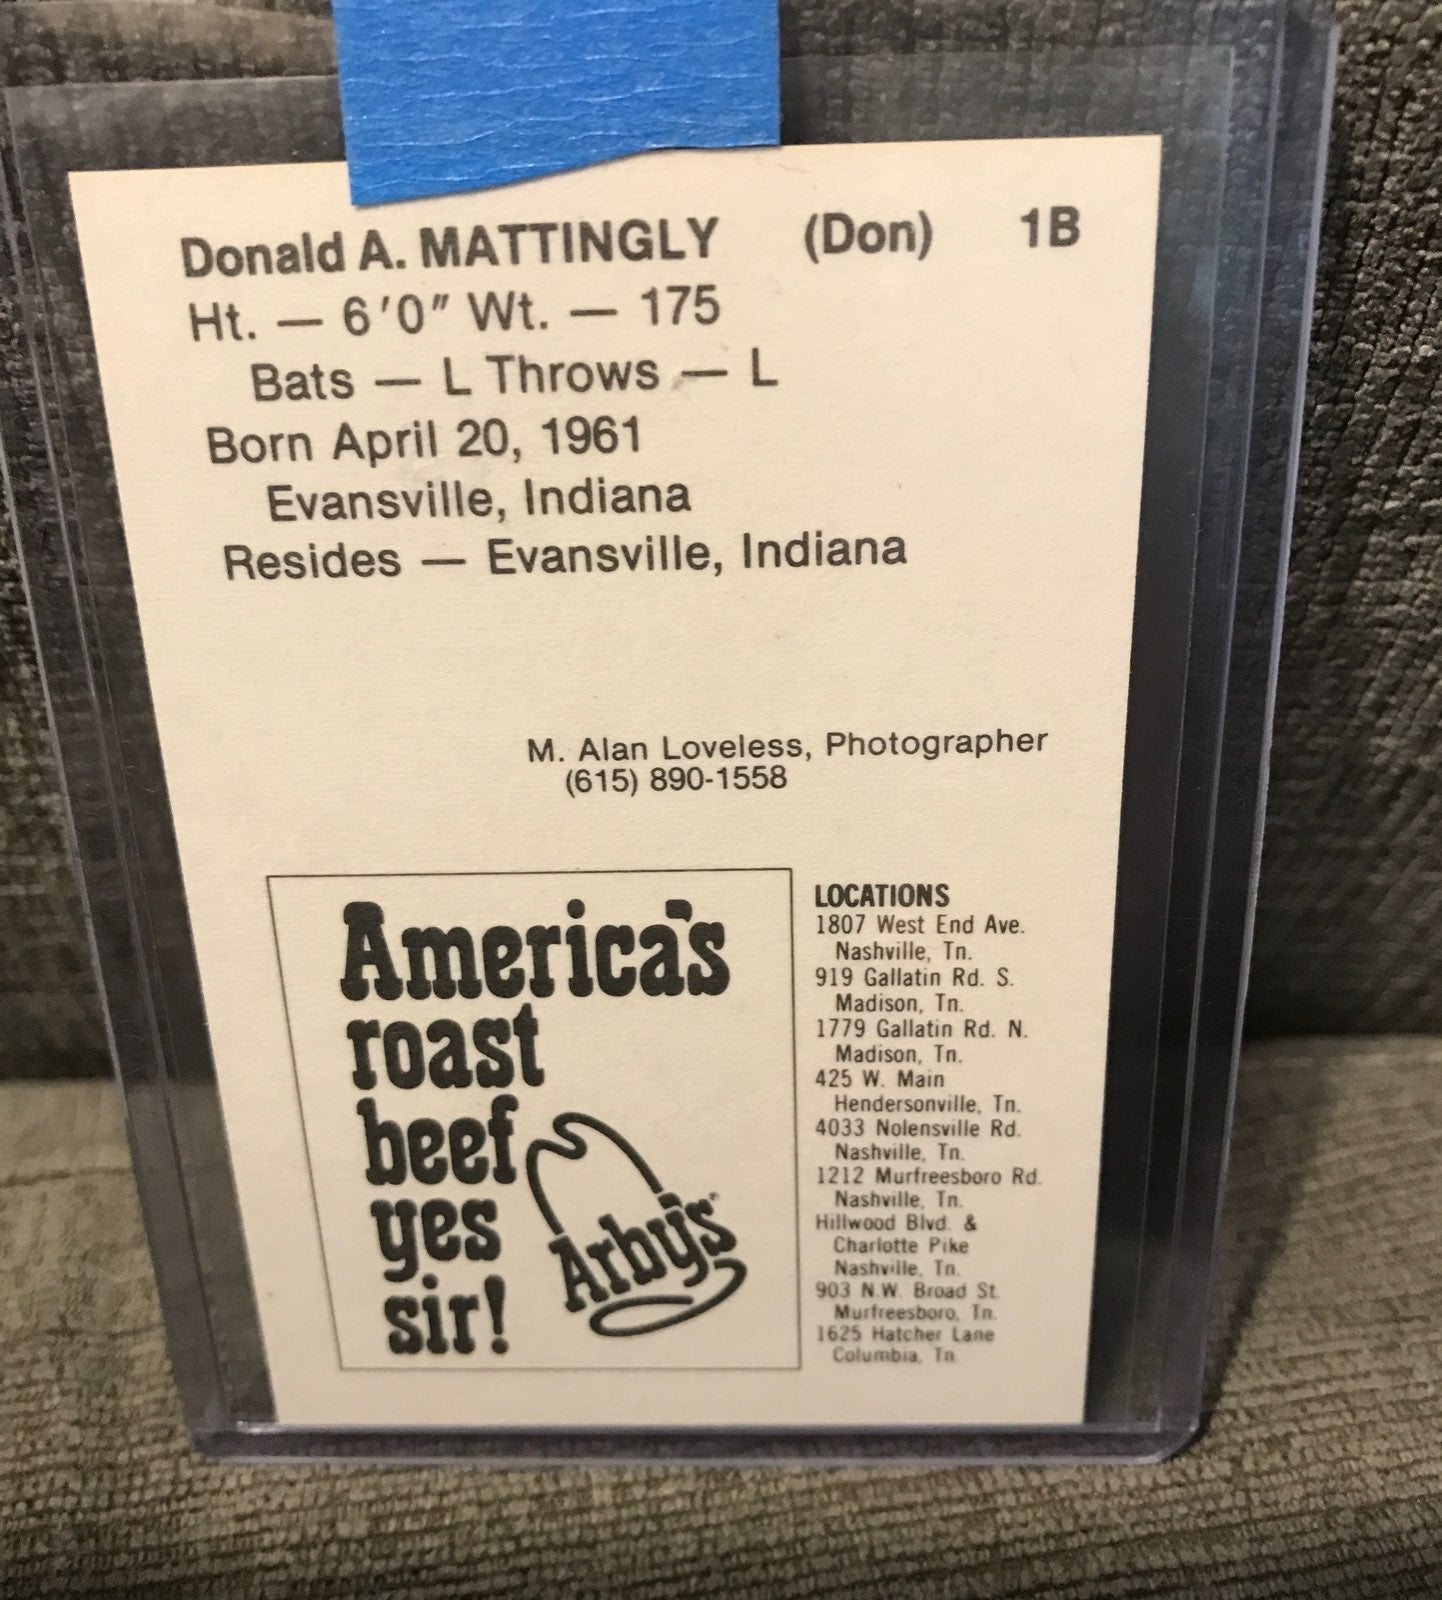 Donald A. MATTINGLY (Don) 1B
Ht. — 6'0" Wt. — 175
Bats — L Throws — L
Born April 20, 1961
Evansville, Indiana
Resides — Evansville, Indiana
M. Alan Loveless, Photographer
(615) 890-1558
America's
roast
beef
yes
sir!
Arby's
LOCATIONS
1807 West End Ave.
Nashville, Tn.
919 Gallatin Rd. S.
Madison, Tn.
1779 Gallatin Rd. N.
Madison, Tn.
425 W. Main
Hendersonville, Tn.
4033 Nolensville Rd.
Nashville, Tn.
1212 Murfreesboro Rd.
Nashville, Tn.
Hillwood Blvd. &
Charlotte Pike
Nashville, Tn.
903 N.W. Broad St.
Murfreesboro, Tn.
1625 Hatcher Lane
Columbia, Tn.